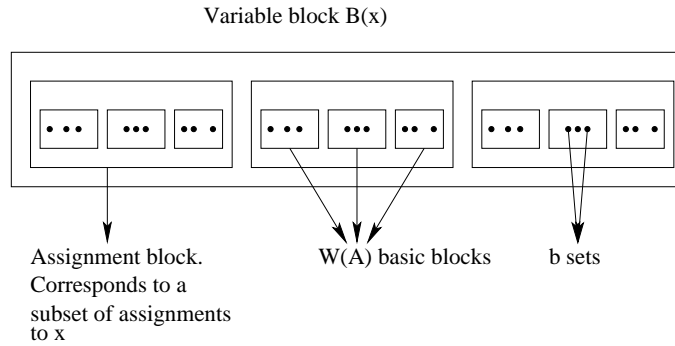 Variable block B(x)
Assignment block.
Corresponds to a
subset of assignments
to x
W(A) basic blocks
b sets